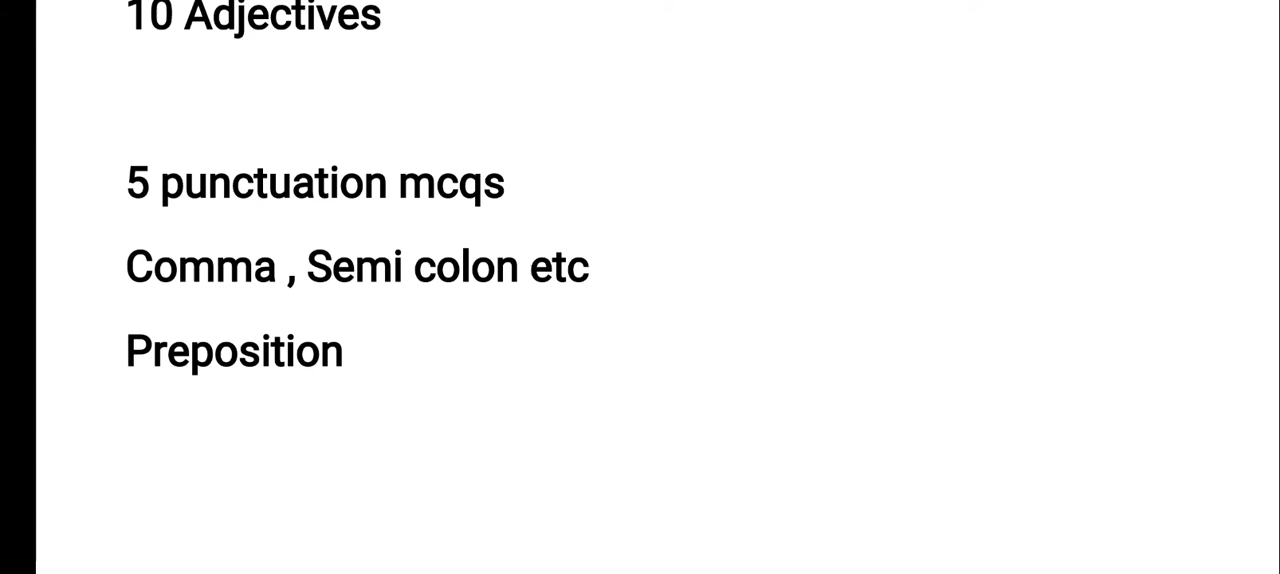 10 Adjectives
5 punctuation mcqs
Comma , Semi colon etc
Preposition